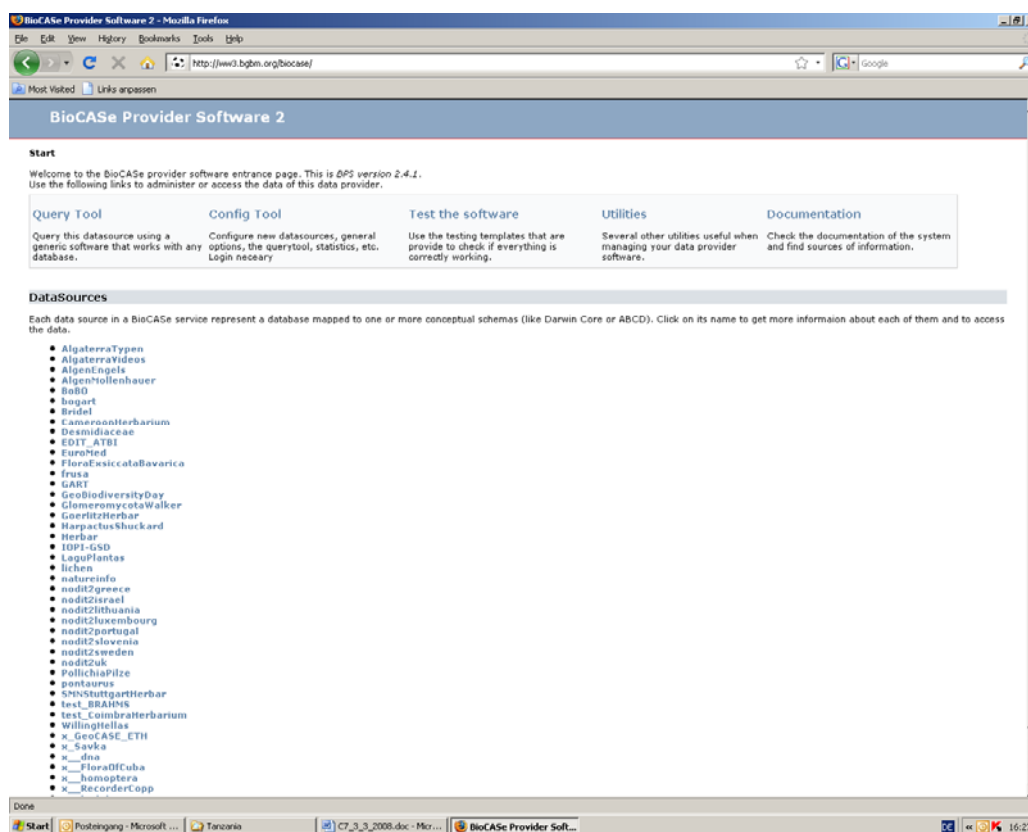 BioCASe Provider Software 2 - Mozilla Firefox
File Edit View History Bookmarks Tools Help
http://ww3.bgbm.org/biocase/
Google
Most Visited Links anpassen
BioCASe Provider Software 2
Start
Welcome to the BioCASe provider software entrance page. This is BPS version 2.4.1.
Use the following links to administer or access the data of this data provider.
Query Tool
Query this datasource using a
generic software that works with any
database.
Config Tool
Configure new datasources, general
options, the querytool, statistics, etc.
Login neceary
Test the software
Use the testing templates that are
provide to check if everything is
correctly working.
Utilities
Several other utilities useful when
managing your data provider
software.
Documentation
Check the documentation of the system
and find sources of information.
DataSources
Each data source in a BioCASe service represent a database mapped to one or more conceptual schemas (like Darwin Core or ABCD). Click on its name to get more informaion about each of them and to access
the data.
AlgaterraTypen
AlgaterraVideos
AlgenEngels
AlgenMollenhauer
BoBO
bogart
Bridel
CameroonHerbarium
Desmidiaceae
EDIT_ATBI
EuroMed
FloraExsiccataBavarica
frusa
GART
GeoBiodiversityDay
GlomeromycotaWalker
GoerlitzHerbar
HarpactusShuckard
Herbar
IOPI-GSD
LaguPlantas
lichen
natureinfo
nodit2greece
nodit2israel
nodit2lithuania
nodit2luxembourg
nodit2portugal
nodit2slovenia
nodit2sweden
nodit2uk
PollichiaPilze
pontaurus
SMNStuttgartHerbar
test_BRAHMS
test_CoimbraHerbarium
WillingHellas
x_GeoCASE_ETH
x_Savka
x__dna
x__FloraOfCuba
x__homoptera
x__RecorderCopp
Done
Start Posteingang - Microsoft ... Tanzania C7_3_3_2008.doc - Micr... BioCASe Provider Soft... DE